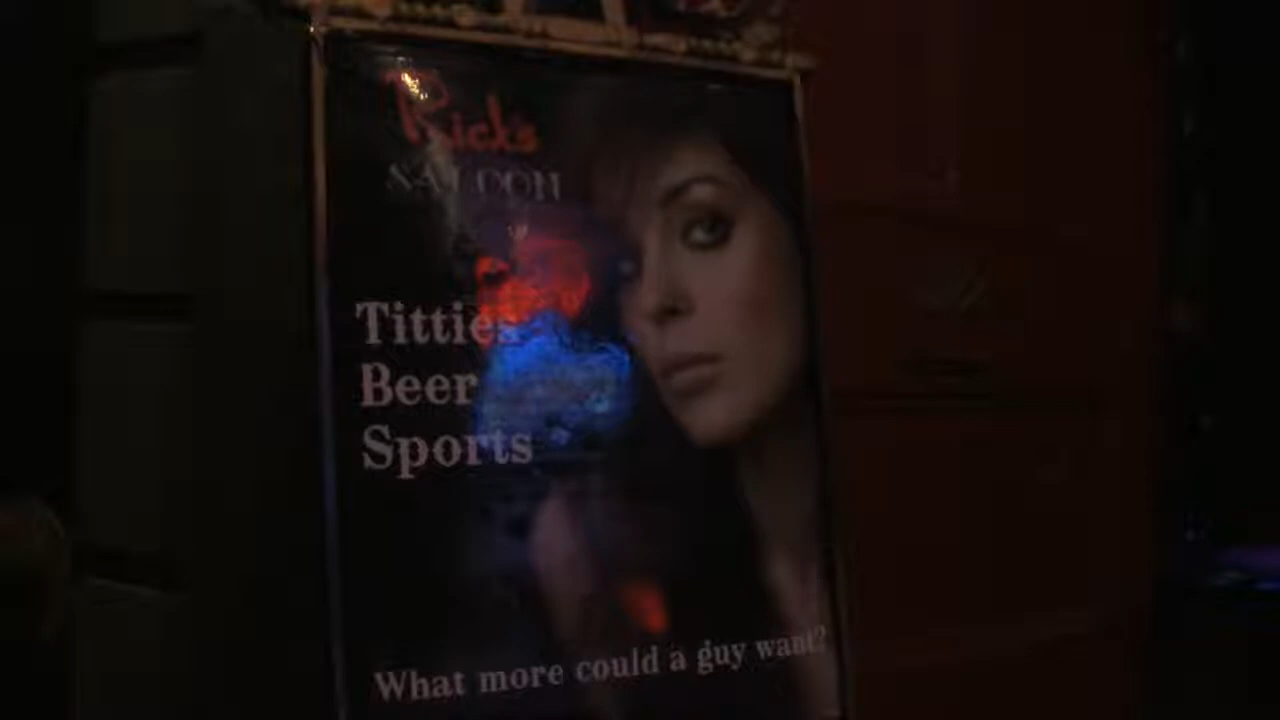 Rick's
SALOON
Titties
Beer
Sports
What more could a guy want?